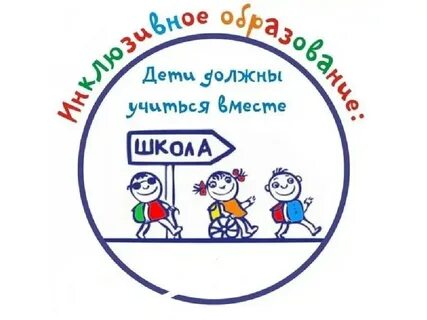 Инклюзивное образование:
Дети должны
учиться вместе
ШКОЛА